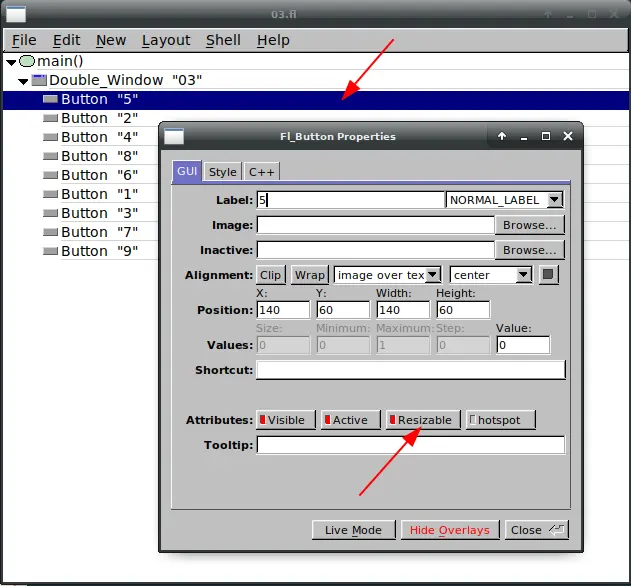 03.fl
File Edit New Layout Shell Help
main()
Double_Window "03"
Button "5"
Button "2"
Button "4"
Button "8"
Button "6"
Button "1"
Button "3"
Button "7"
Button "9"
Fl_Button Properties
GUI Style C++
Label: 5 NORMAL_LABEL
Image: Browse...
Inactive: Browse...
Alignment: Clip Wrap image over tex center
X: Y: Width: Height:
Position: 140 60 140 60
Size: Minimum: Maximum: Step: Value:
Values: 0 0 1 0 0
Shortcut:
Attributes: Visible Active Resizable hotspot
Tooltip:
Live Mode Hide Overlays Close